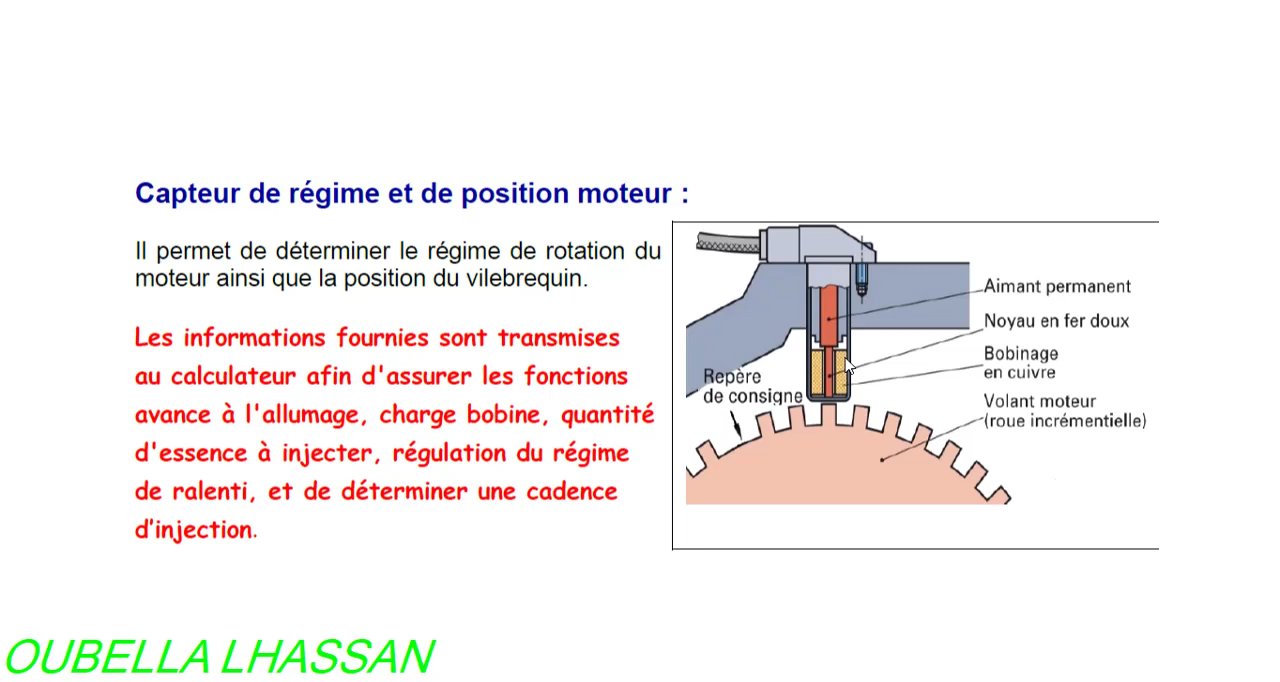 Capteur de régime et de position moteur :
Il permet de déterminer le régime de rotation du
moteur ainsi que la position du vilebrequin.
Les informations fournies sont transmises
au calculateur afin d'assurer les fonctions
avance à l'allumage, charge bobine, quantité
d'essence à injecter, régulation du régime
de ralenti, et de déterminer une cadence
d’injection.
Aimant permanent
Noyau en fer doux
Bobinage
en cuivre
Repère
de consigne
Volant moteur
(roue incrémentielle)
OUBELLA LHASSAN